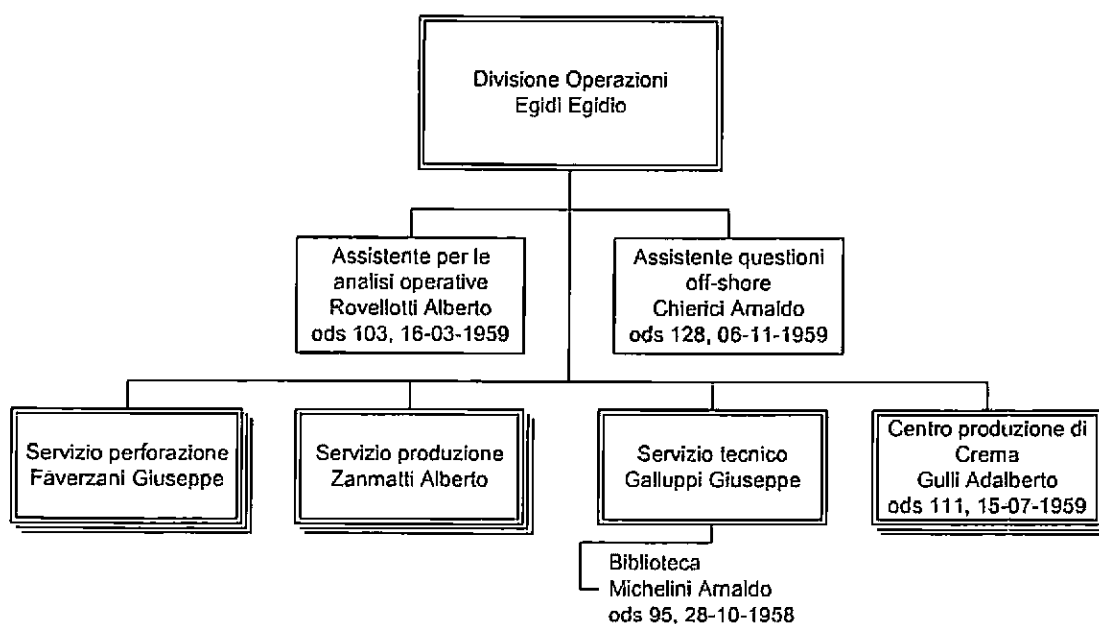 Divisione Operazioni
Egidi Egidio
Assistente per le
analisi operative
Rovellotti Alberto
ods 103, 16-03-1959
Assistente questioni
off-shore
Chierici Arnaldo
ods 128, 06-11-1959
Servizio perforazione
Faverzani Giuseppe
Servizio produzione
Zanmatti Alberto
Servizio tecnico
Galluppi Giuseppe
Centro produzione di
Crema
Gulli Adalberto
ods 111, 15-07-1959
Biblioteca
Michelini Arnaldo
ods 95, 28-10-1958